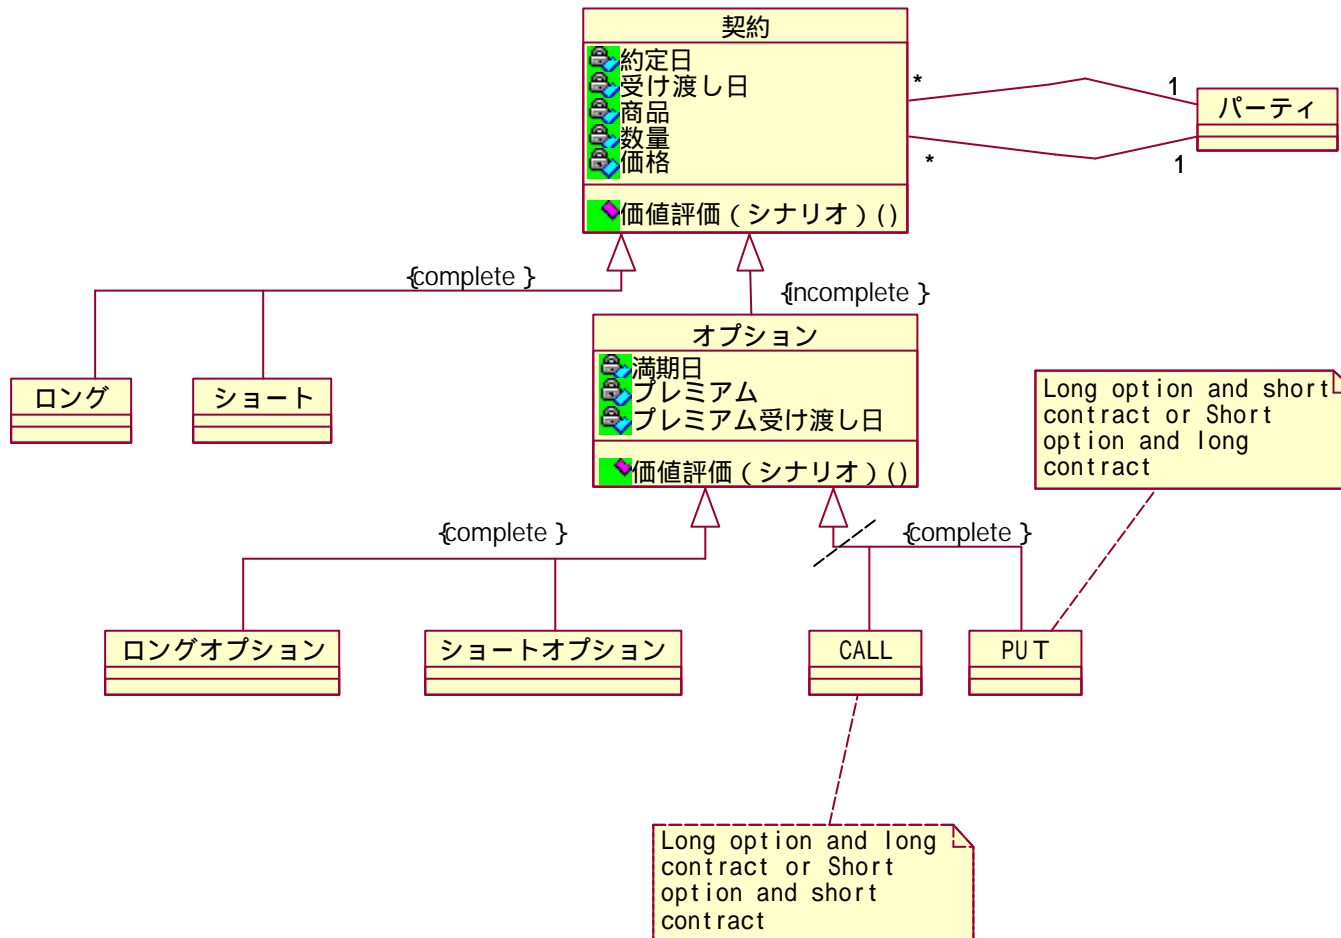 契約
約定日
受け渡し日
商品
数量
価格
価値評価（シナリオ）()
*
1
パーティ
*
1
{complete }
{incomplete }
ロング
ショート
オプション
満期日
プレミアム
プレミアム受け渡し日
価値評価（シナリオ）()
Long option and short
contract or Short
option and long
contract
{complete }
{complete }
ロングオプション
ショートオプション
CALL
PUT
Long option and long
contract or Short
option and short
contract